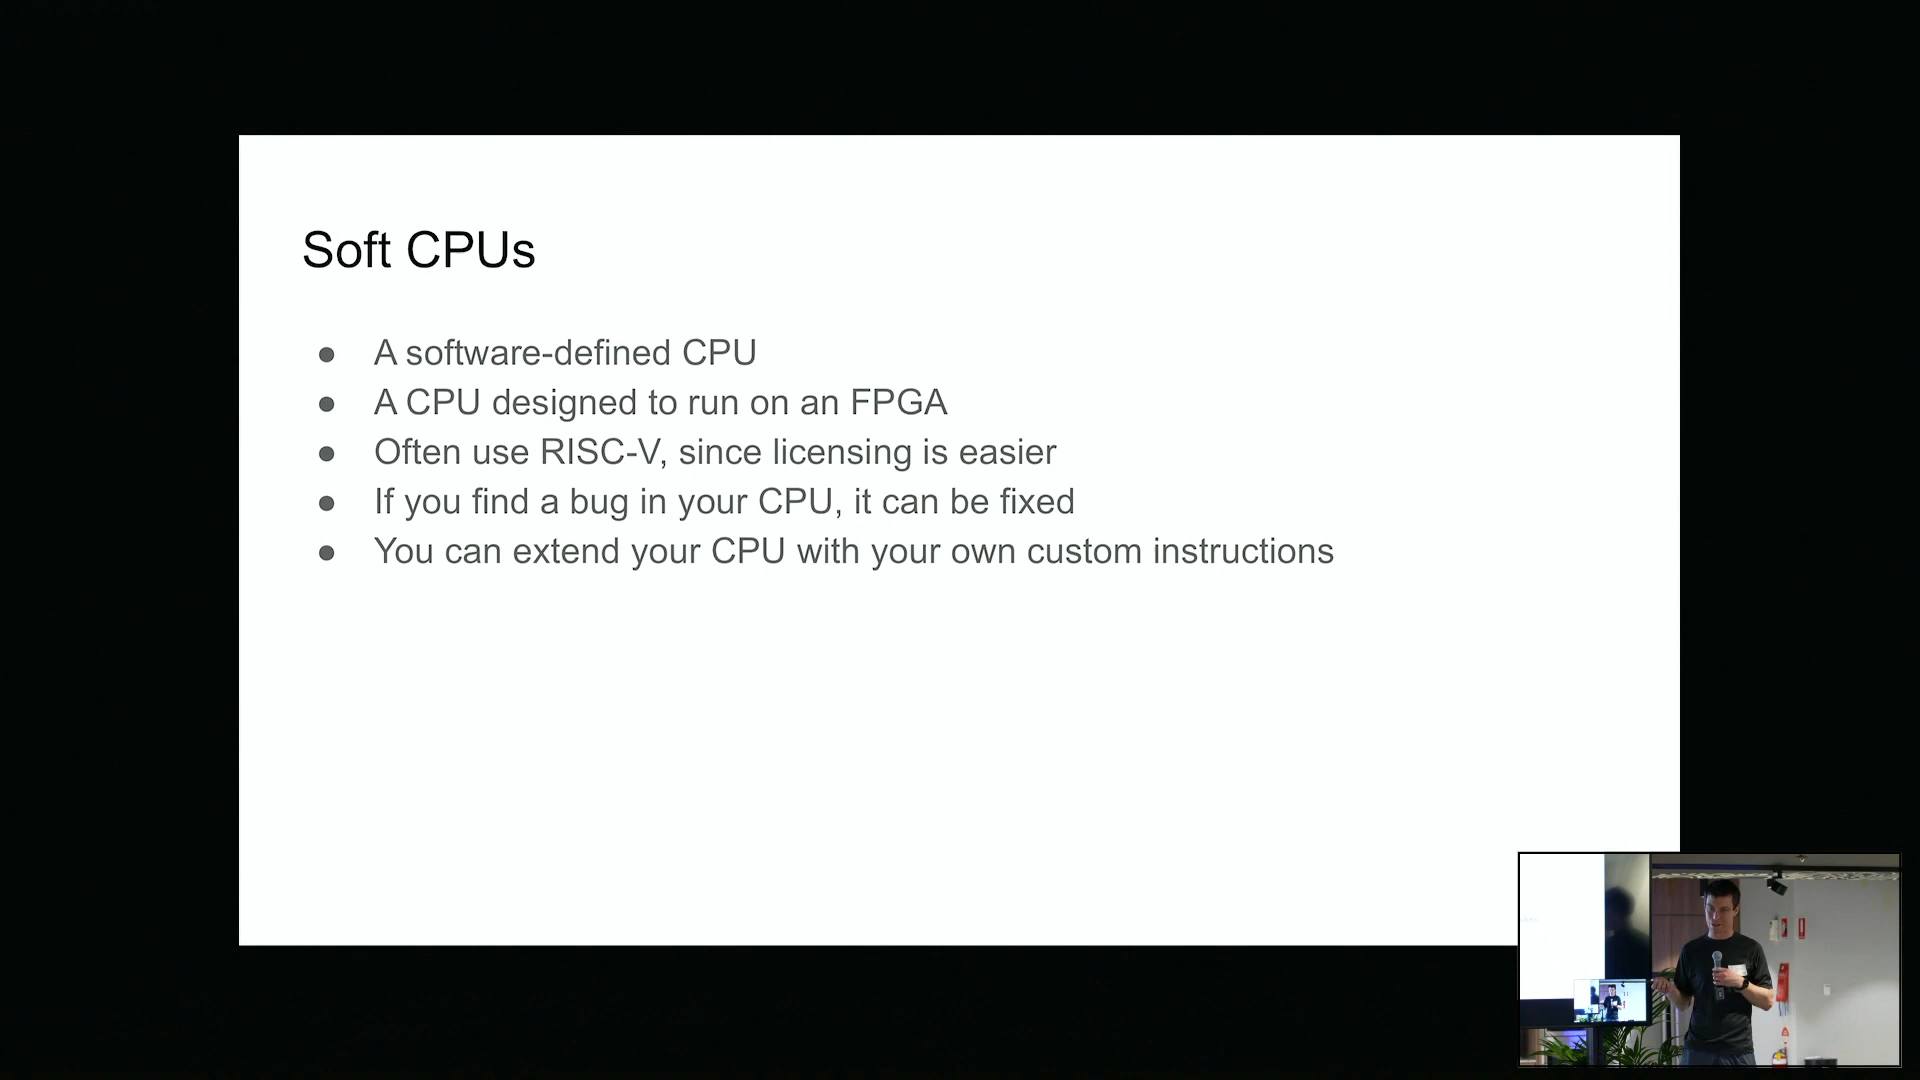 Soft CPUs
● A software-defined CPU
● A CPU designed to run on an FPGA
● Often use RISC-V, since licensing is easier
● If you find a bug in your CPU, it can be fixed
● You can extend your CPU with your own custom instructions